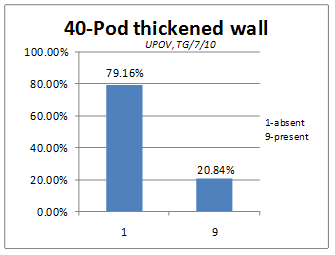 40-Pod thickened wall
UPOV, TG/7/10
100.00%
80.00%
60.00%
40.00%
20.00%
0.00%
79.16%
20.84%
1
9
1-absent
9-present